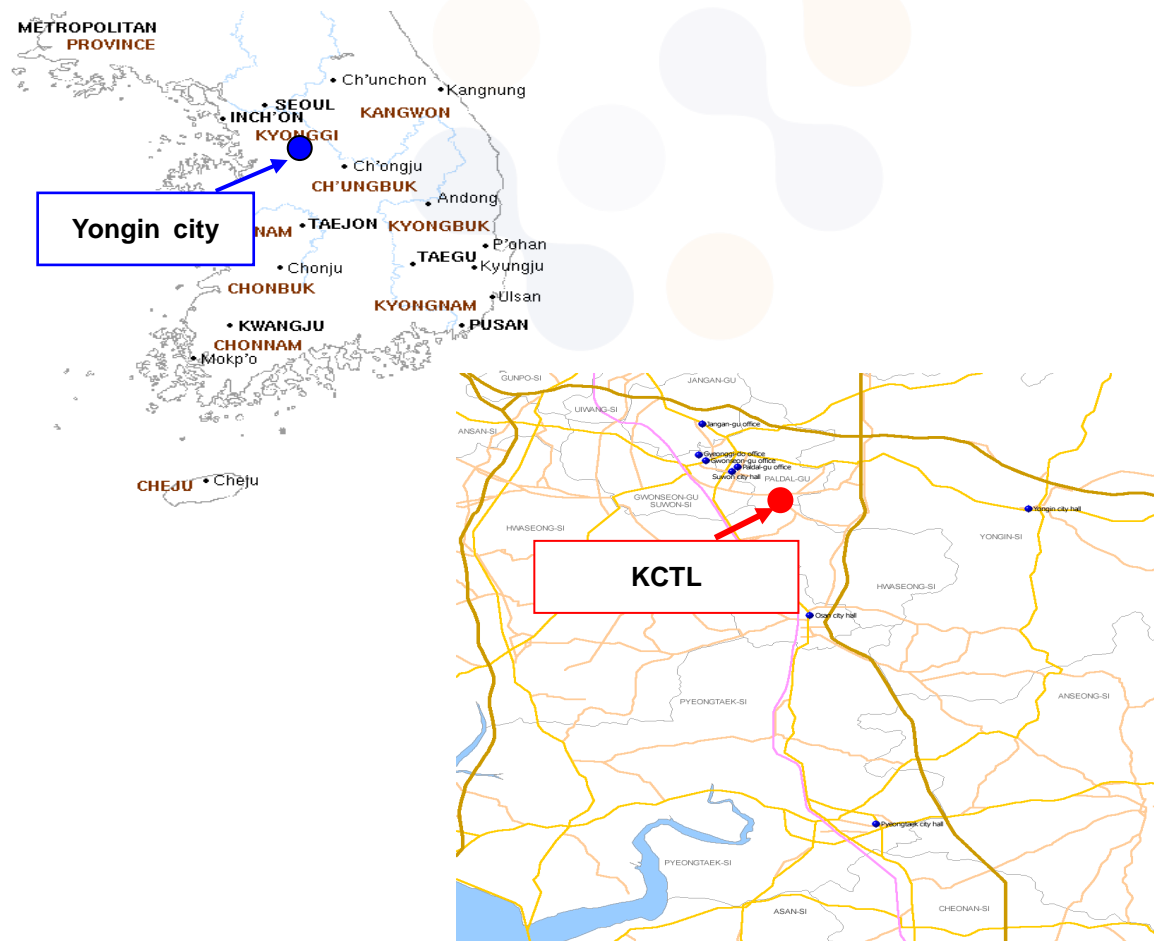 METROPOLITAN
PROVINCE
Ch'unchon
Kangnung
SEOUL
KANGWON
INCH'ON
KYONGGI
Ch'ongju
CH'UNGBUK
Andong
Yongin city
NAM
TAEJON
KYONGBUK
P'ohan
TAEGU
Kyungju
Chonju
CHONBUK
Ulsan
KYONGNAM
KWANGJU
PUSAN
CHONNAM
Mokp'o
CHEJU
Cheju
GUNPO-SI
JANGAN-GU
UIWANG-SI
Jangan-gu office
ANSAN-SI
Gyeonggi-do office
Gwonseon-gu office
Paldal-gu office
Suwon city hall
PALDAL-GU
GWONSEON-GU
SUWON-SI
Yongin city hall
HWASEONG-SI
YONGIN-SI
KCTL
HWASEONG-SI
Osan city hall
ANSEONG-SI
PYEONGTAEK-SI
Pyeongtaek city hall
PYEONGTAEK-SI
ASAN-SI
CHEONAN-SI